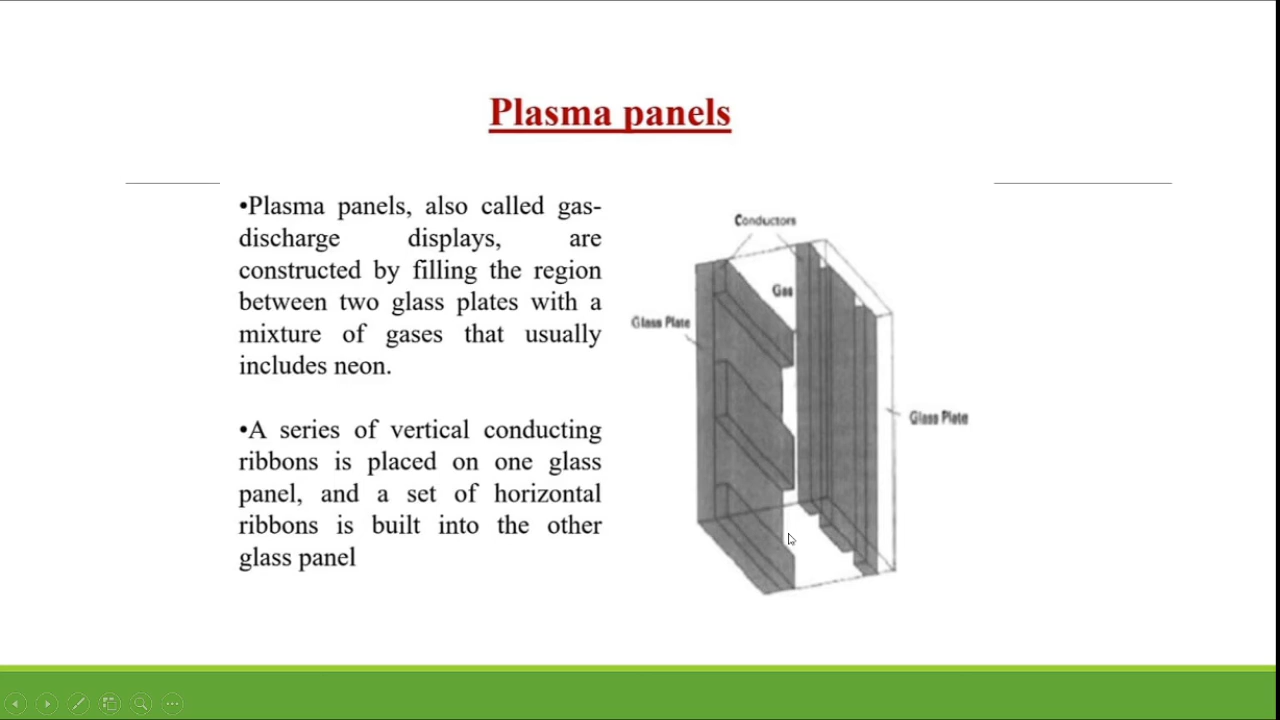 Plasma panels
•Plasma panels, also called gas-
discharge displays, are
constructed by filling the region
between two glass plates with a
mixture of gases that usually
includes neon.
•A series of vertical conducting
ribbons is placed on one glass
panel, and a set of horizontal
ribbons is built into the other
glass panel
Conductors
Gas
Glass Plate
Glass Plate